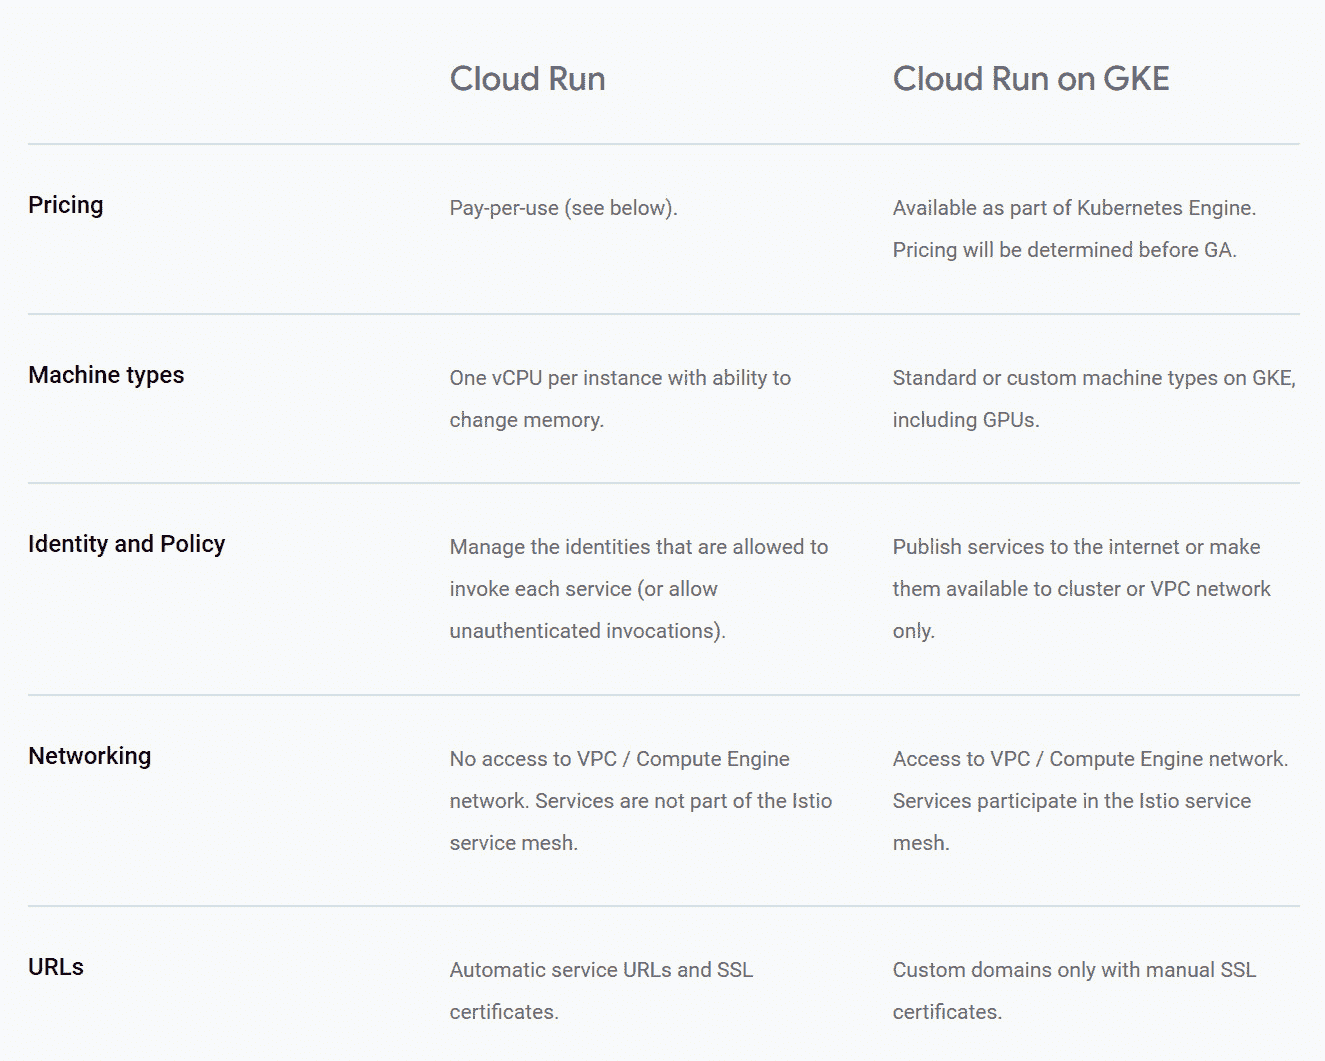 Cloud Run
Cloud Run on GKE
Pricing
Pay-per-use (see below).
Available as part of Kubernetes Engine.
Pricing will be determined before GA.
Machine types
One vCPU per instance with ability to
change memory.
Standard or custom machine types on GKE,
including GPUs.
Identity and Policy
Manage the identities that are allowed to
invoke each service (or allow
unauthenticated invocations).
Publish services to the internet or make
them available to cluster or VPC network
only.
Networking
No access to VPC / Compute Engine
network. Services are not part of the Istio
service mesh.
Access to VPC / Compute Engine network.
Services participate in the Istio service
mesh.
URLs
Automatic service URLs and SSL
certificates.
Custom domains only with manual SSL
certificates.